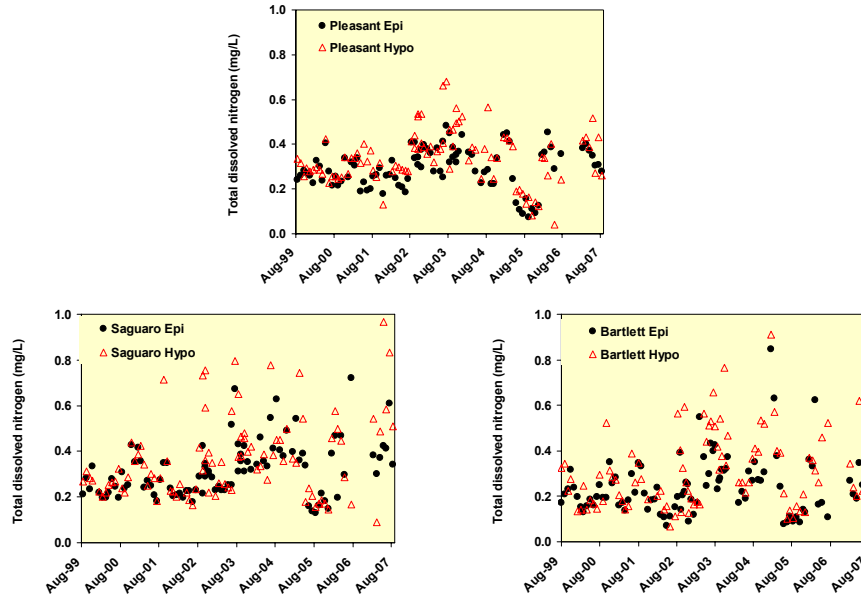 Total dissolved nitrogen (mg/L)
1.0
0.8
0.6
0.4
0.2
0.0
Pleasant Epi
Pleasant Hypo
Aug-99
Aug-00
Aug-01
Aug-02
Aug-03
Aug-04
Aug-05
Aug-06
Aug-07
Total dissolved nitrogen (mg/L)
1.0
0.8
0.6
0.4
0.2
0.0
Saguaro Epi
Saguaro Hypo
Aug-99
Aug-00
Aug-01
Aug-02
Aug-03
Aug-04
Aug-05
Aug-06
Aug-07
Total dissolved nitrogen (mg/L)
1.0
0.8
0.6
0.4
0.2
0.0
Bartlett Epi
Bartlett Hypo
Aug-99
Aug-00
Aug-01
Aug-02
Aug-03
Aug-04
Aug-05
Aug-06
Aug-07